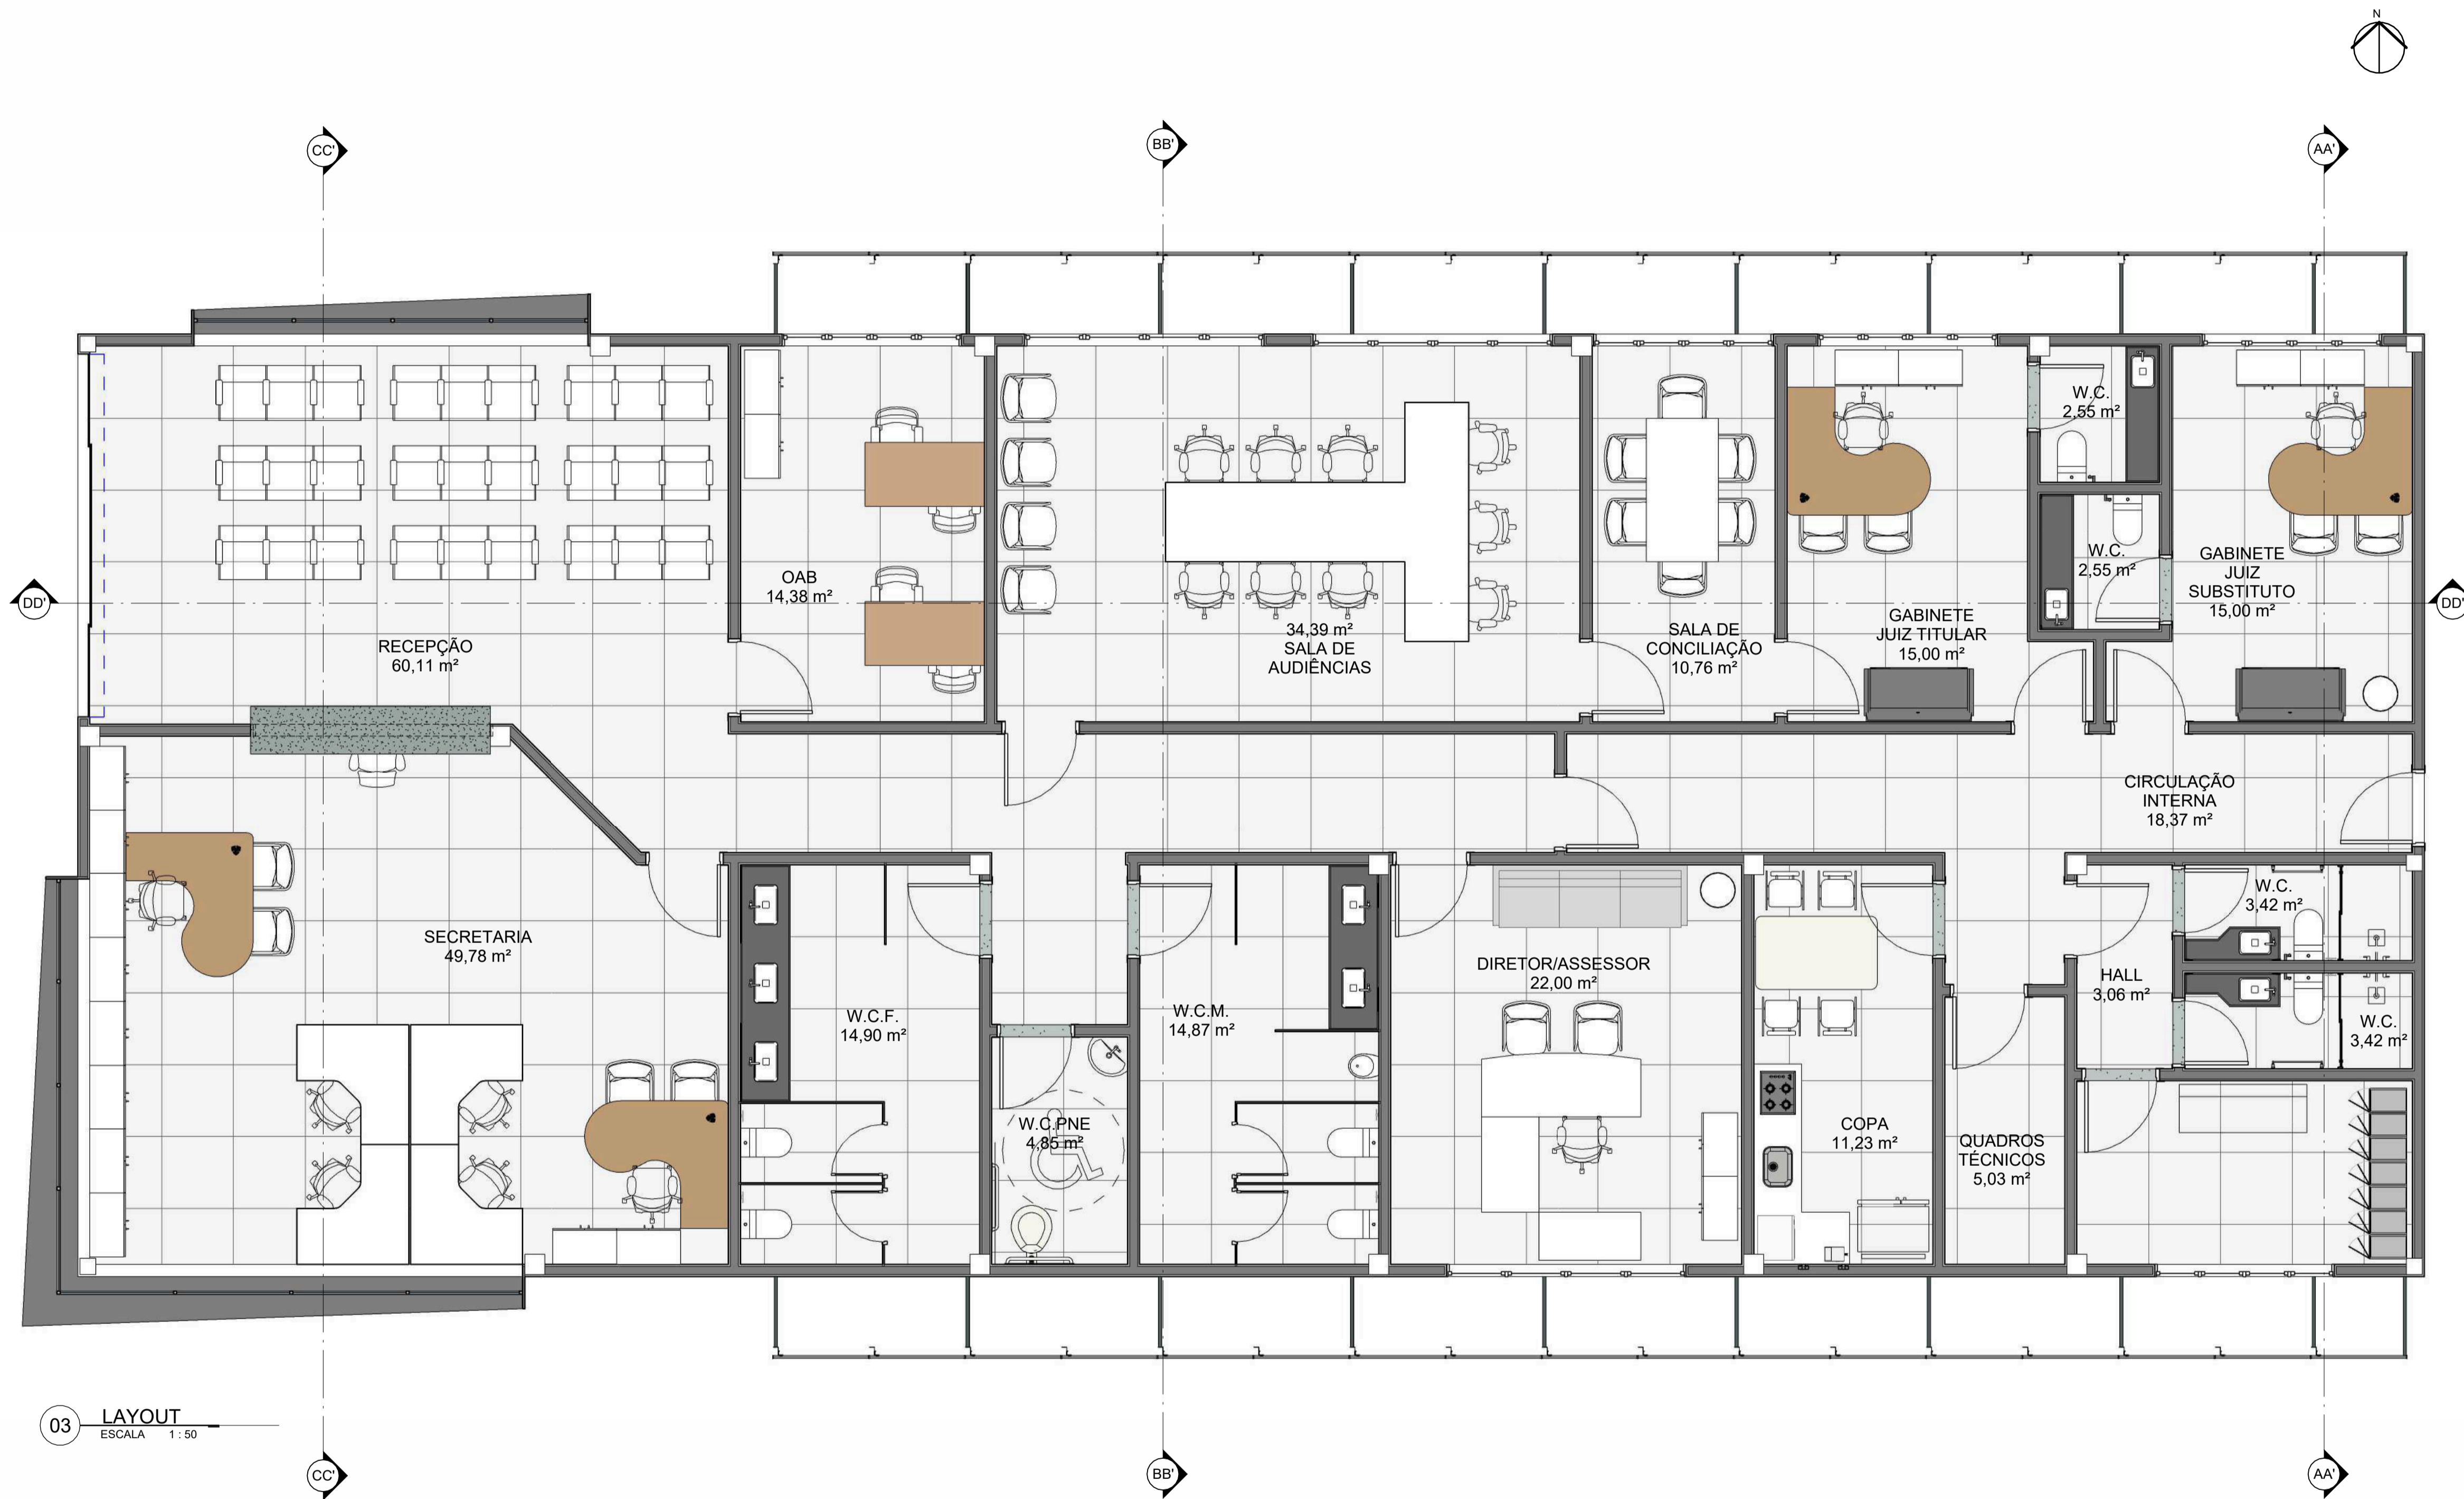 N
CC'
BB'
AA'
W.C.
2,55 m²
W.C.
2,55 m²
GABINETE
JUIZ
SUBSTITUTO
15,00 m²
OAB
14,38 m²
DD'
DD'
RECEPÇÃO
60,11 m²
34,39 m²
SALA DE
AUDIÊNCIAS
SALA DE
CONCILIAÇÃO
10,76 m²
GABINETE
JUIZ TITULAR
15,00 m²
CIRCULAÇÃO
INTERNA
18,37 m²
SECRETARIA
49,78 m²
W.C.F.
14,90 m²
W.C.M.
14,87 m²
DIRETOR/ASSESSOR
22,00 m²
W.C.
3,42 m²
HALL
3,06 m²
W.C.
3,42 m²
W.C.PNE
4,85 m²
COPA
11,23 m²
QUADROS
TÉCNICOS
5,03 m²
03
LAYOUT
ESCALA 1 : 50
CC'
BB'
AA'